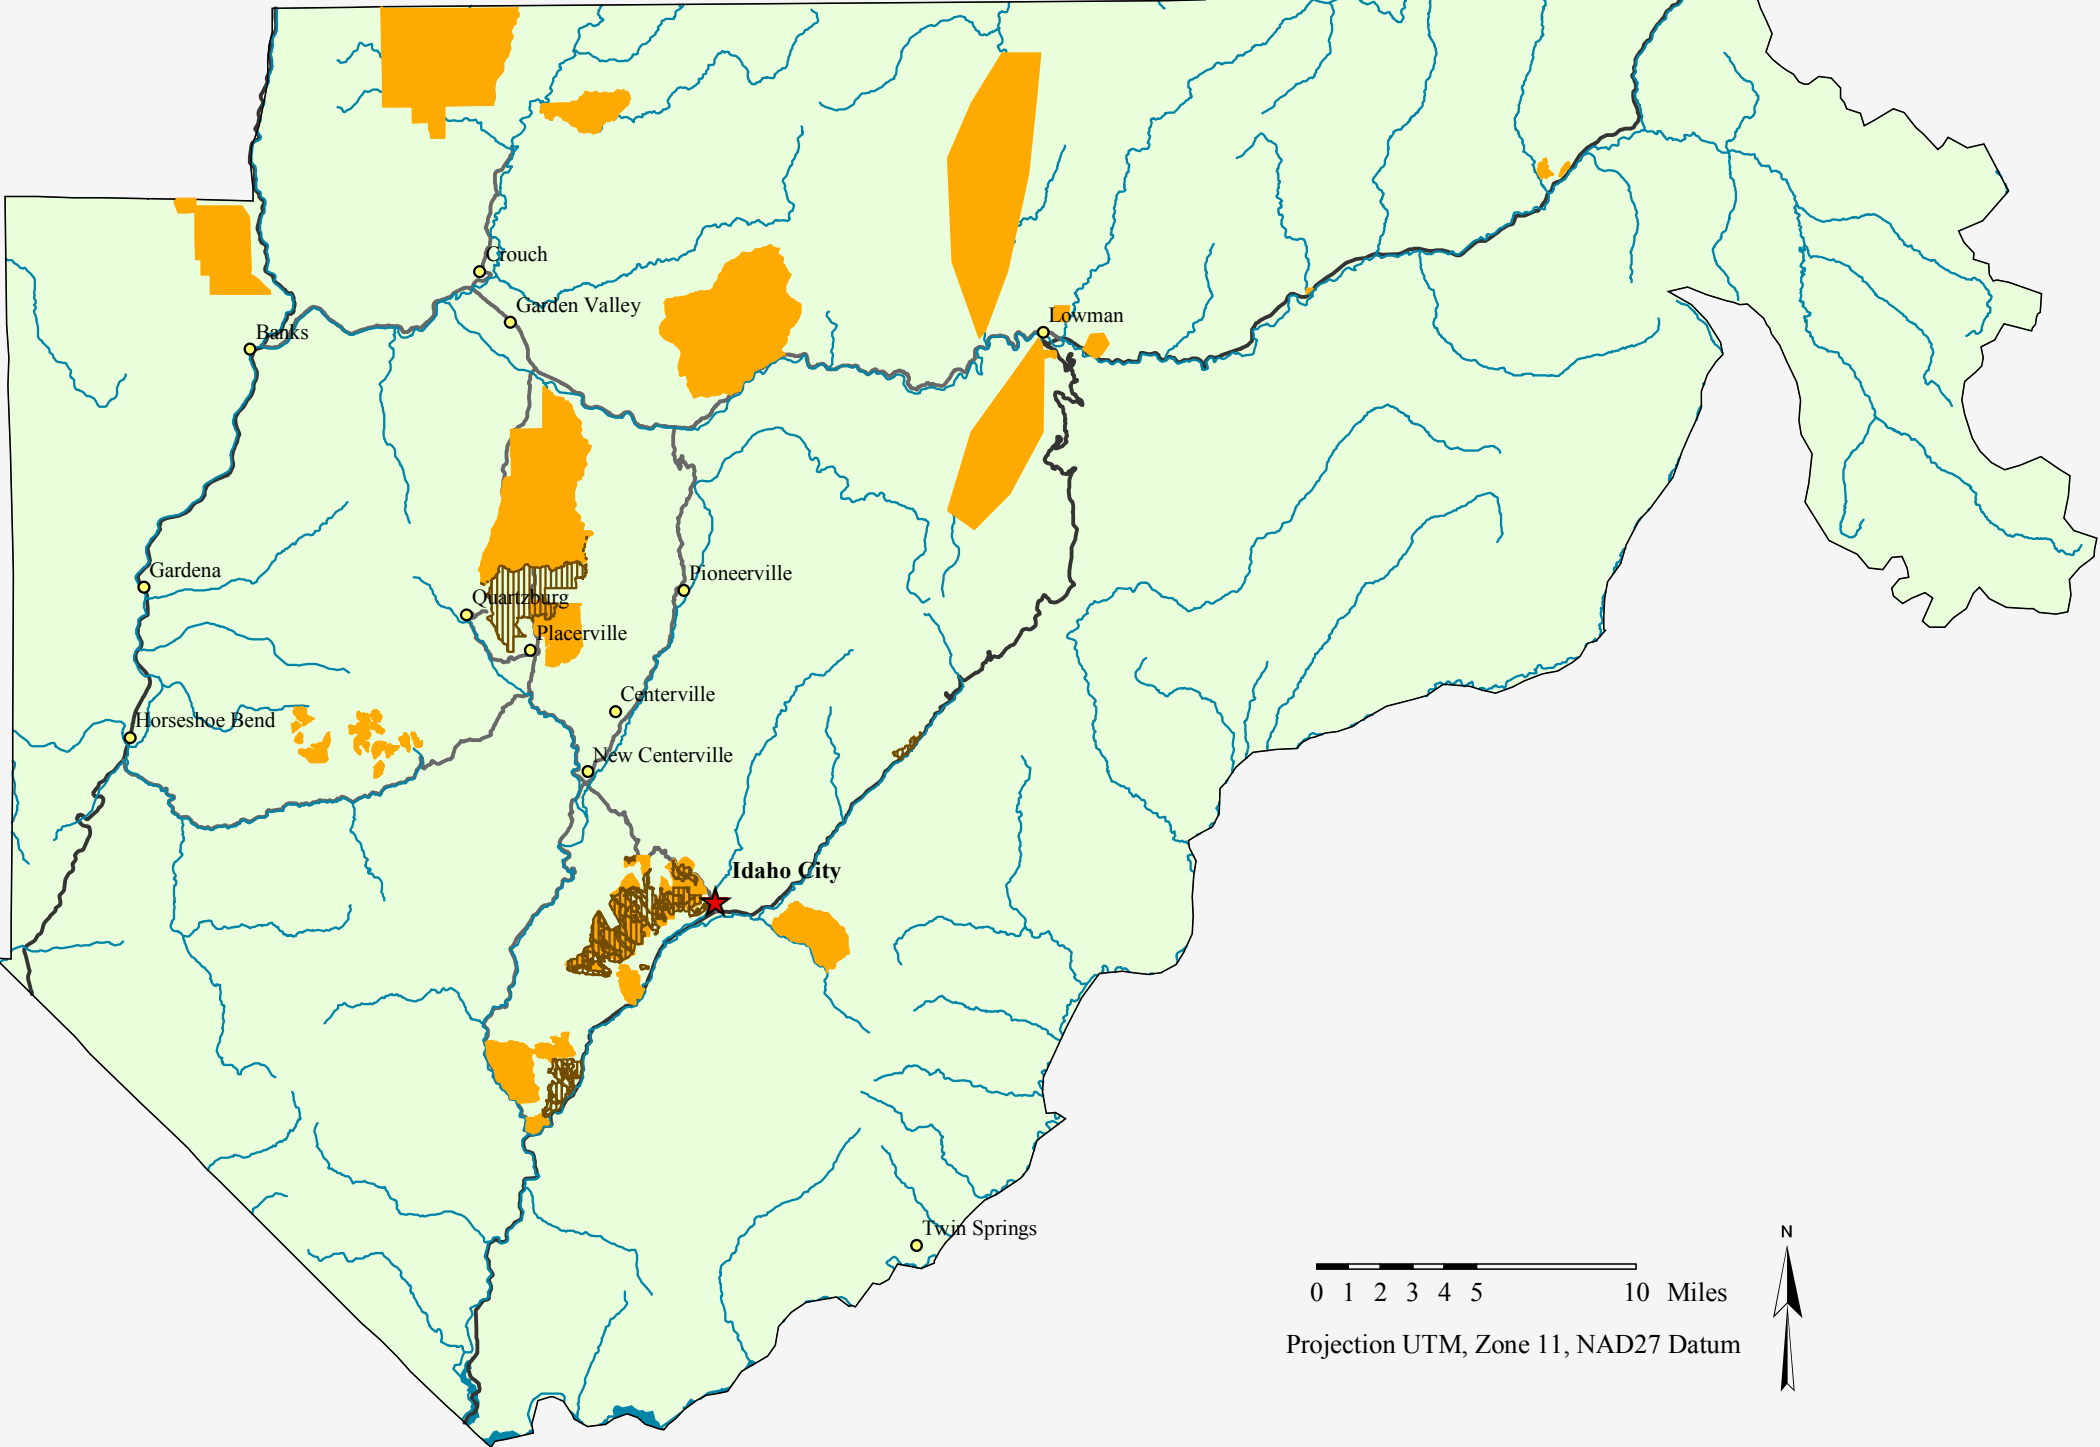 Crouch
Garden Valley
Lowman
Banks
Gardena
Pioneerville
Quartzburg
Placerville
Centerville
Horseshoe Bend
New Centerville
Idaho City
Twin Springs
N
0 1 2 3 4 5 10 Miles
Projection UTM, Zone 11, NAD27 Datum